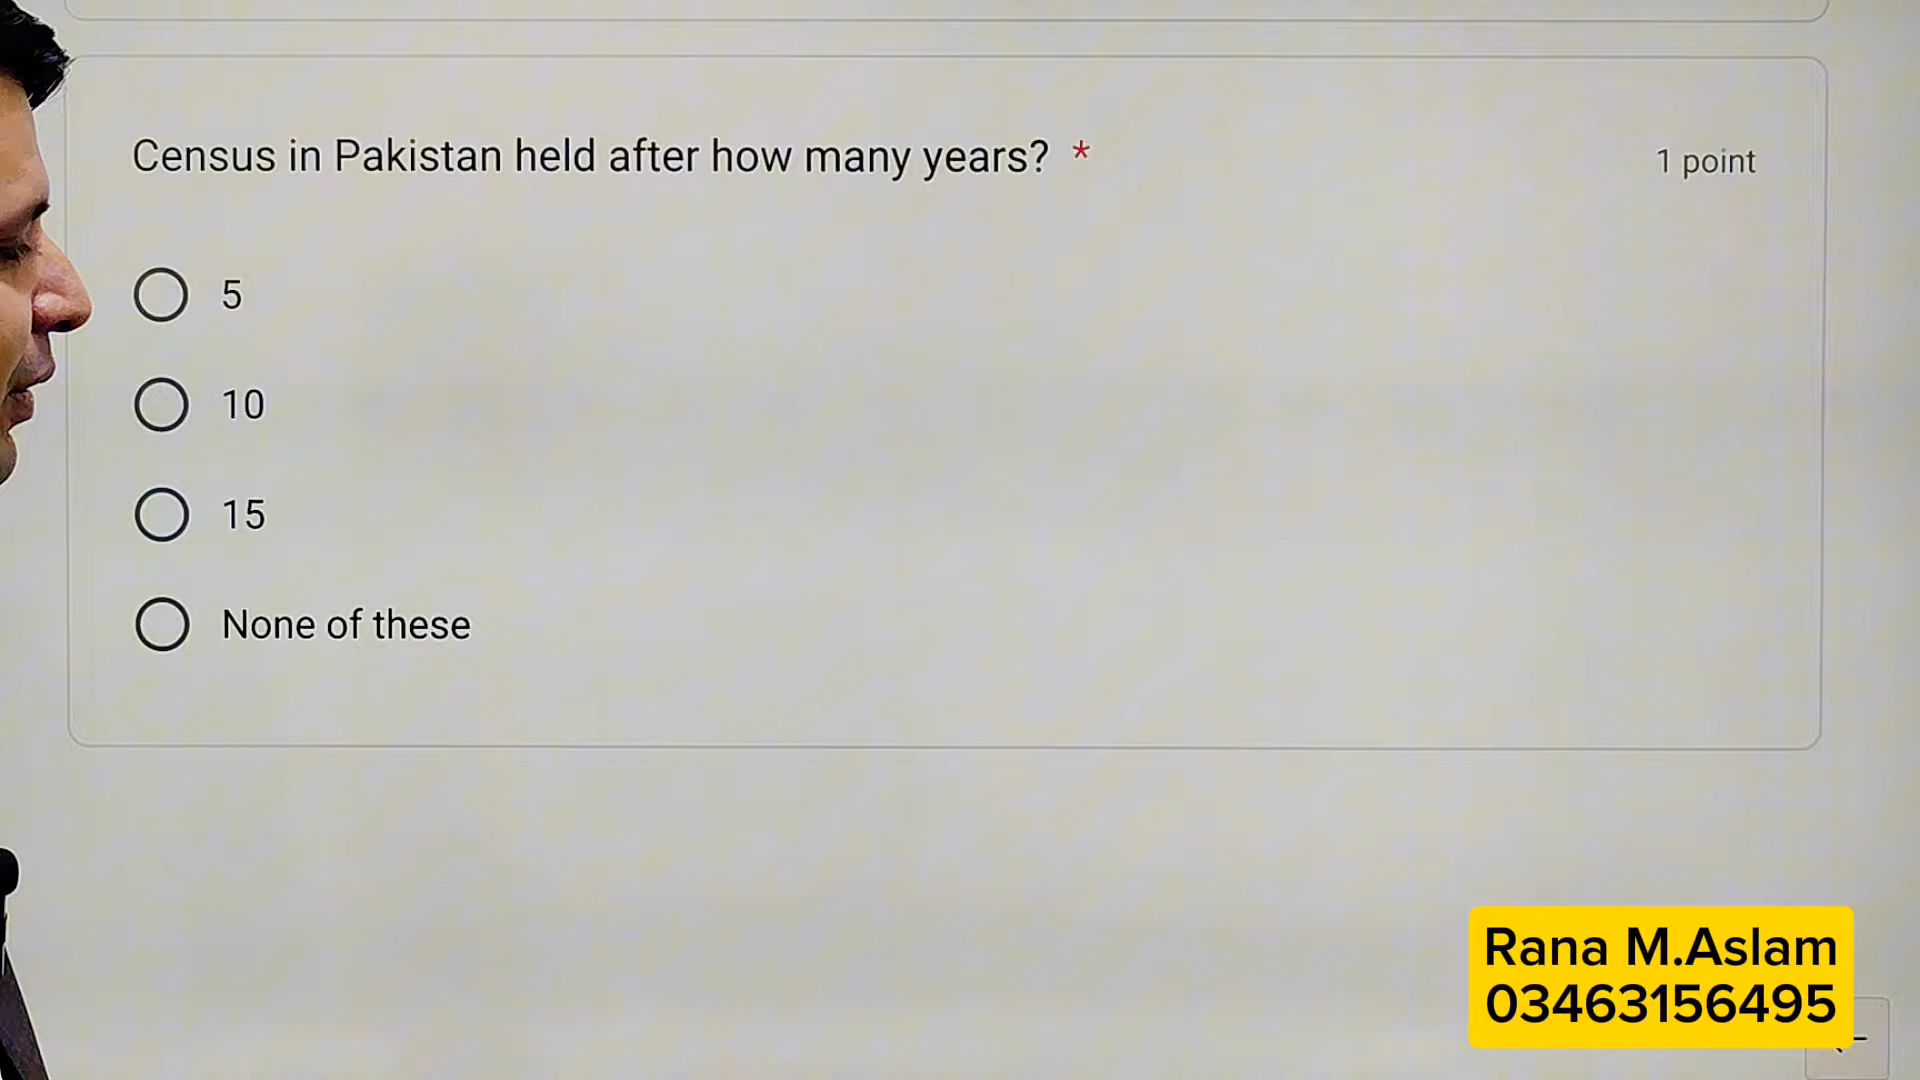 Census in Pakistan held after how many years? *
1 point
5
10
15
None of these
Rana M.Aslam
03463156495